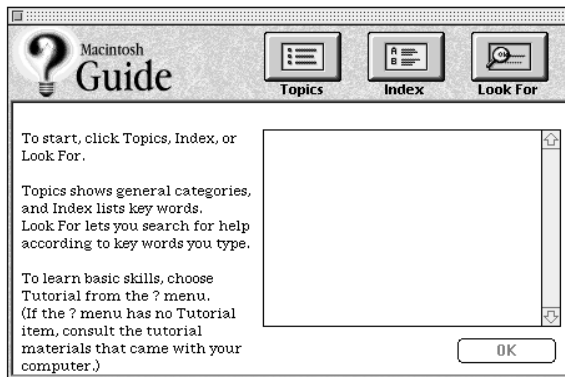 Macintosh
Guide
Topics
Index
Look For
To start, click Topics, Index, or
Look For.
Topics shows general categories,
and Index lists key words.
Look For lets you search for help
according to key words you type.
To learn basic skills, choose
Tutorial from the ? menu.
(If the ? menu has no Tutorial
item, consult the tutorial
materials that came with your
computer.)
OK